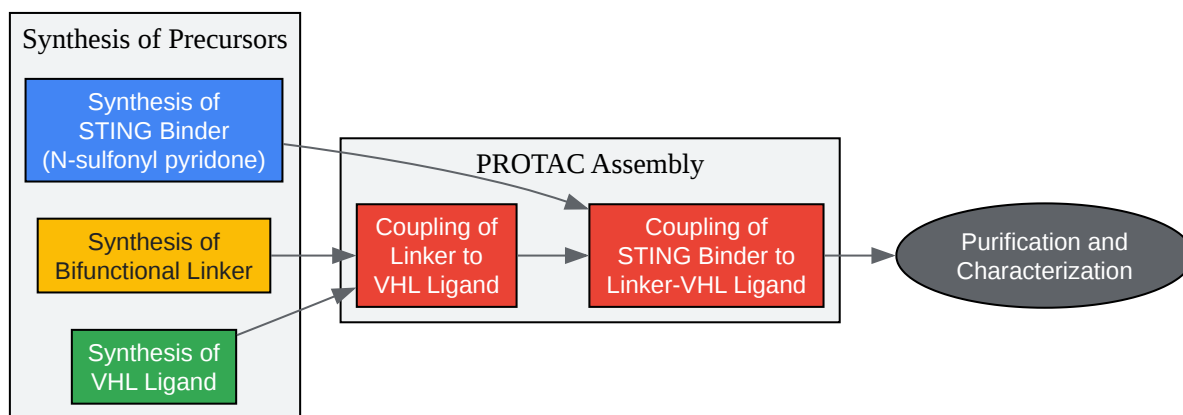 Synthesis of Precursors
Synthesis of
STING Binder
(N-sulfonyl pyridone)
Synthesis of
Bifunctional Linker
Synthesis of
VHL Ligand
PROTAC Assembly
Coupling of
Linker to
VHL Ligand
Coupling of
STING Binder to
Linker-VHL Ligand
Purification and
Characterization